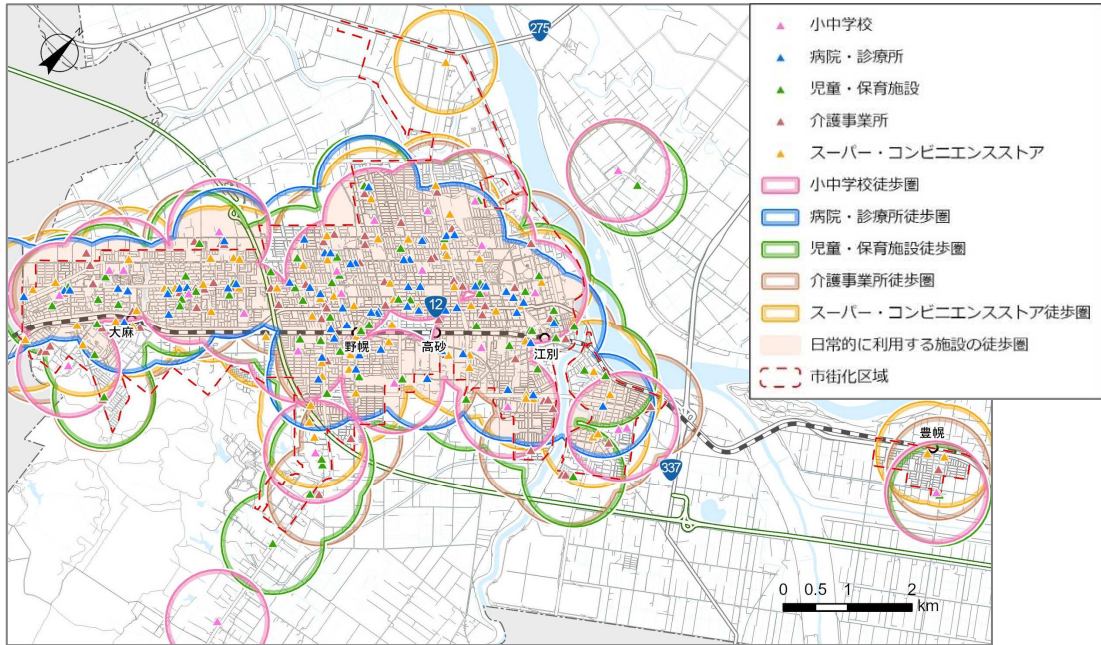 275
小中学校
病院・診療所
児童・保育施設
介護事業所
スーパー・コンビニエンスストア
小中学校徒歩圏
病院・診療所徒歩圏
児童・保育施設徒歩圏
介護事業所徒歩圏
スーパー・コンビニエンスストア徒歩圏
日常的に利用する施設の徒歩圏
市街化区域
12
大麻
野幌
高砂
江別
豊幌
337
0 0.5 1 2
km